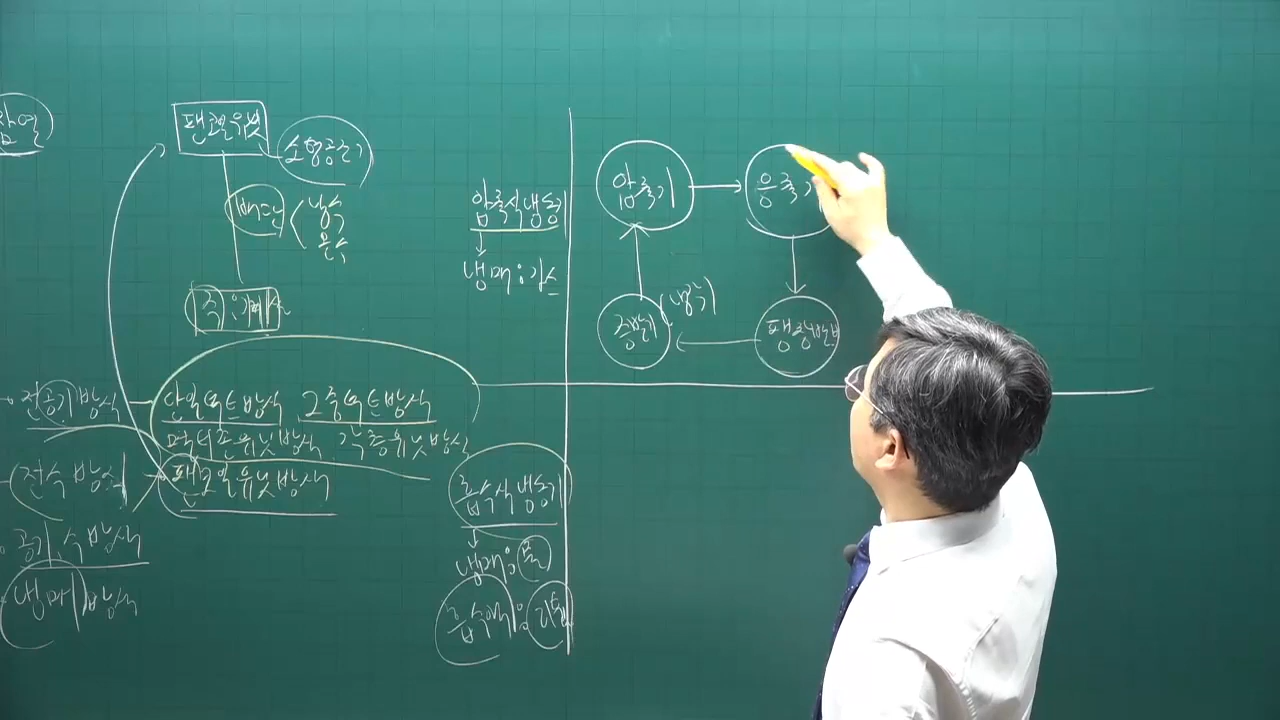 팬코일유닛
소형공조기
배관
냉수
온수
전공기방식
단일덕트방식 2중덕트방식
멀티존유닛방식 각층유닛방식
전수방식
팬코일유닛방식
공기·수방식
냉매방식
압축식냉동기
냉매:가스
흡수식냉동기
냉매:물
흡수액:리튬
압축기
응축기
증발기
(냉기)
팽창밸브